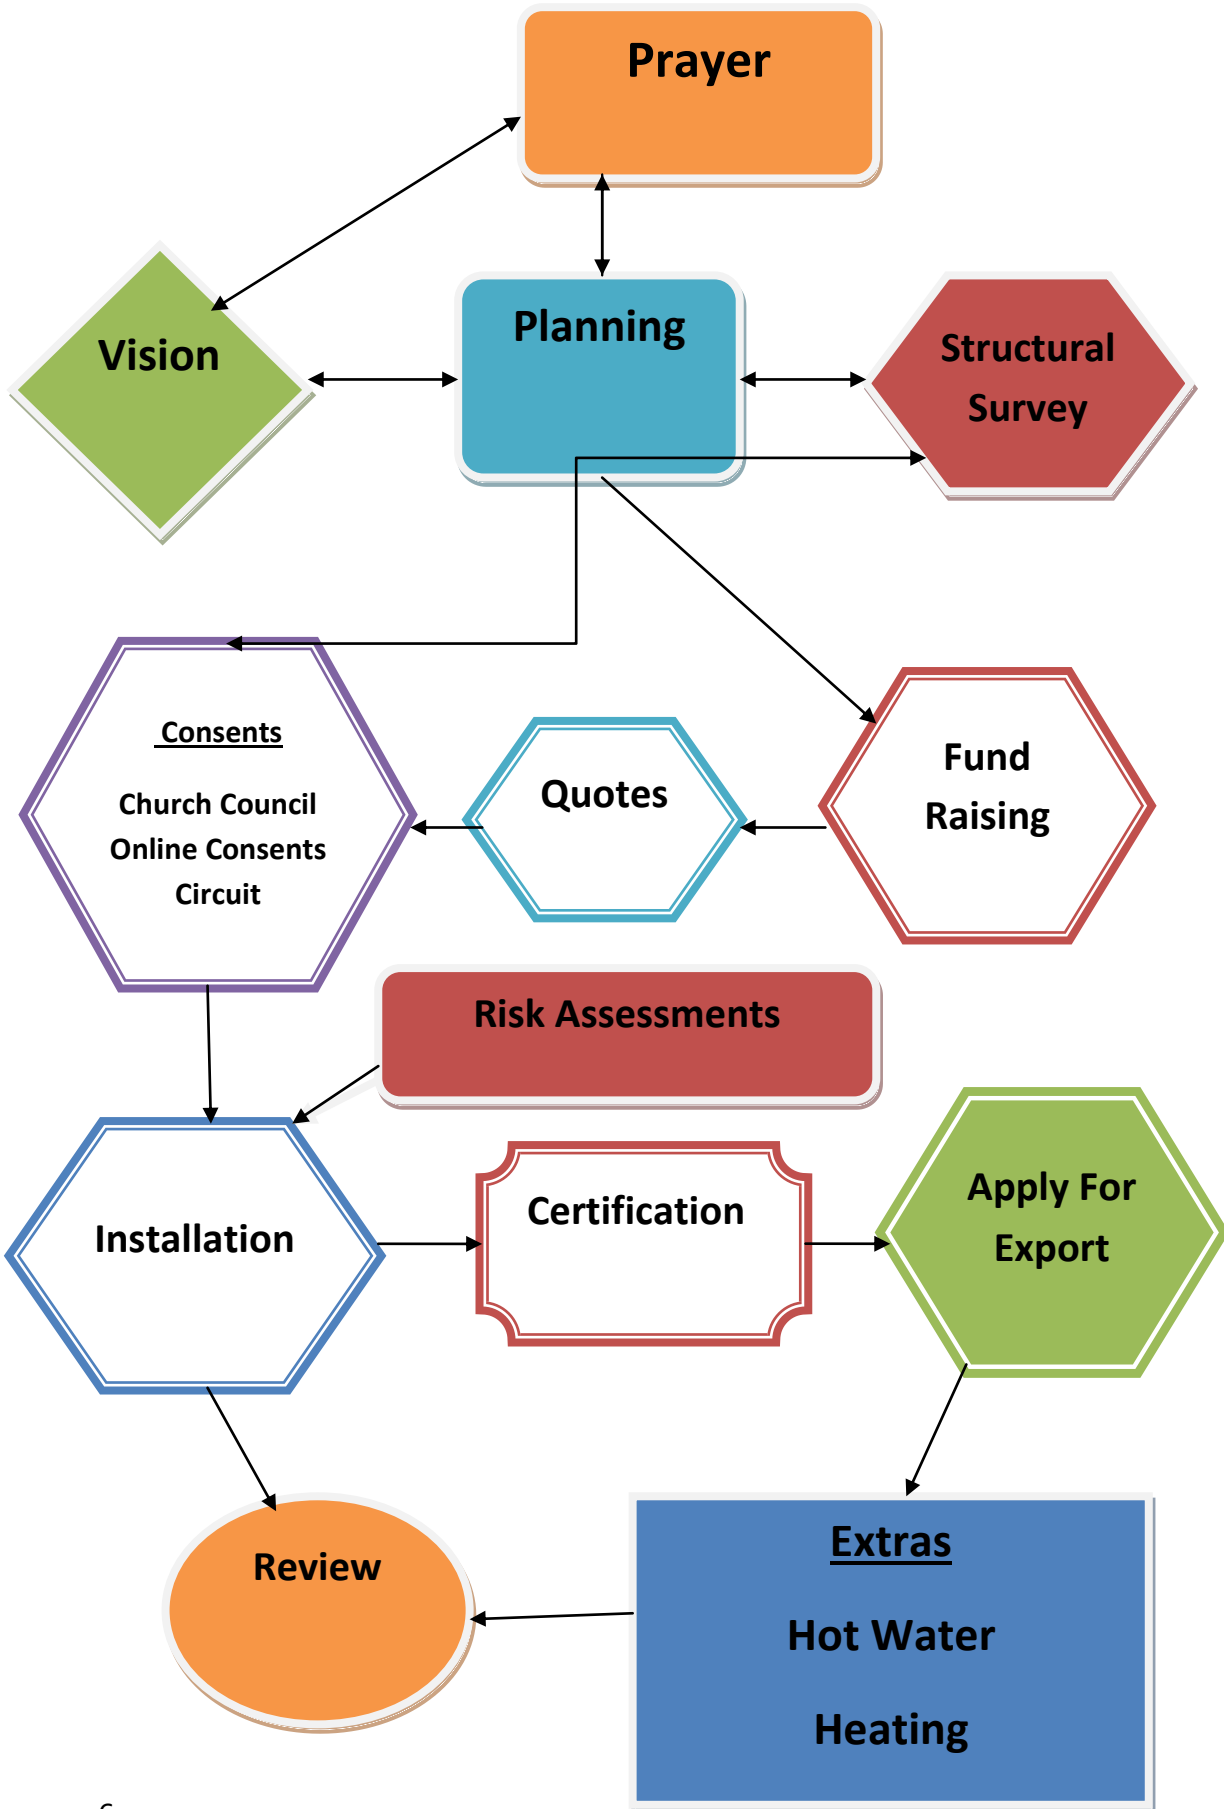 Prayer
Vision
Planning
Structural
Survey
Consents
Church Council
Online Consents
Circuit
Quotes
Fund
Raising
Risk Assessments
Installation
Certification
Apply For
Export
Review
Extras
Hot Water
Heating